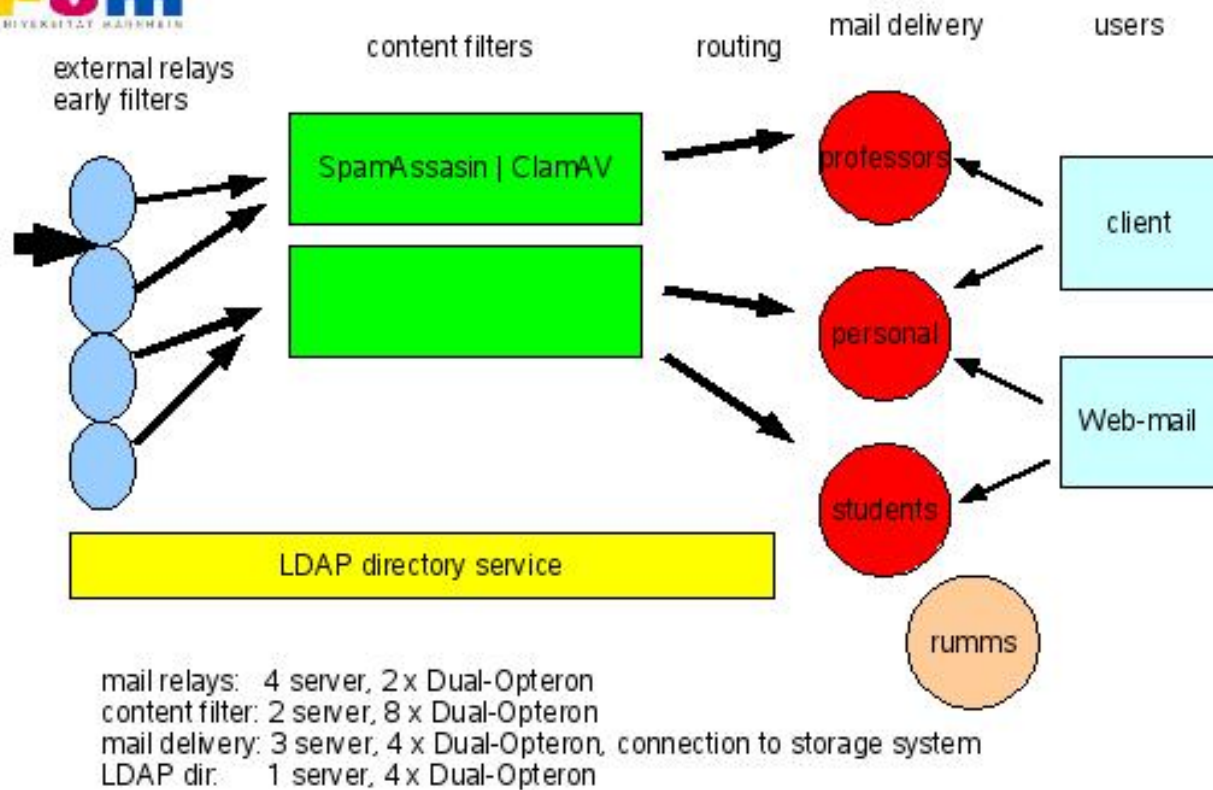 UNIVERSITÄT MANNHEIM
external relays
early filters
content filters
routing
mail delivery
users
SpamAssasin | ClamAV
professors
client
personal
Web-mail
students
LDAP directory service
rumms
mail relays: 4 server, 2 x Dual-Opteron
content filter: 2 server, 8 x Dual-Opteron
mail delivery: 3 server, 4 x Dual-Opteron, connection to storage system
LDAP dir: 1 server, 4 x Dual-Opteron